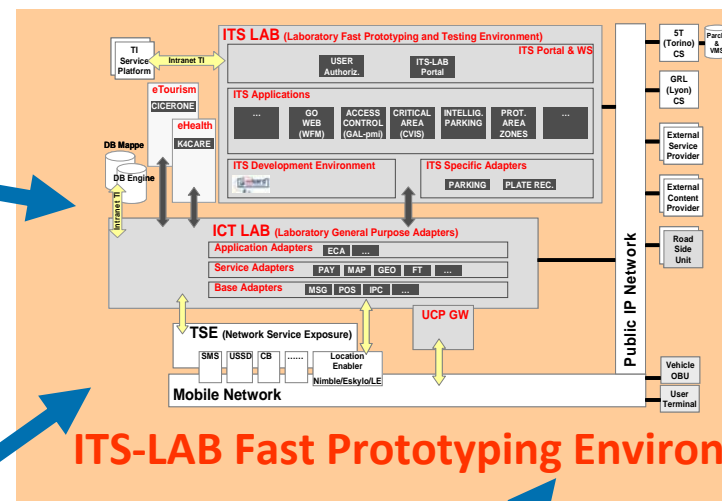 ITS LAB (Laboratory Fast Prototyping and Testing Environment)
ITS Portal & WS
USER
Authoriz.
ITS-LAB
Portal
TI
Service
Platform
Intranet TI
ITS Applications
…
GO
WEB
(WFM)
ACCESS
CONTROL
(GAL-pmi)
CRITICAL
AREA
(CVIS)
INTELLIG.
PARKING
PROT.
AREA
ZONES
…
eTourism
CICERONE
eHealth
K4CARE
DB Mappe
DB Engine
Intranet TI
ITS Development Environment
ITS Specific Adapters
PARKING
PLATE REC.
ICT LAB (Laboratory General Purpose Adapters)
Application Adapters
ECA
…
Service Adapters
PAY
MAP
GEO
FT
…
Base Adapters
MSG
POS
IPC
…
UCP GW
TSE (Network Service Exposure)
SMS
USSD
CB
……
Location
Enabler
Nimble/Eskylo/LE
Mobile Network
Public IP Network
5T
(Torino)
CS
&
VMS
GRL
(Lyon)
CS
External
Service
Provider
External
Content
Provider
Road
Side
Unit
Vehicle
OBU
User
Terminal
ITS-LAB Fast Prototyping Environ